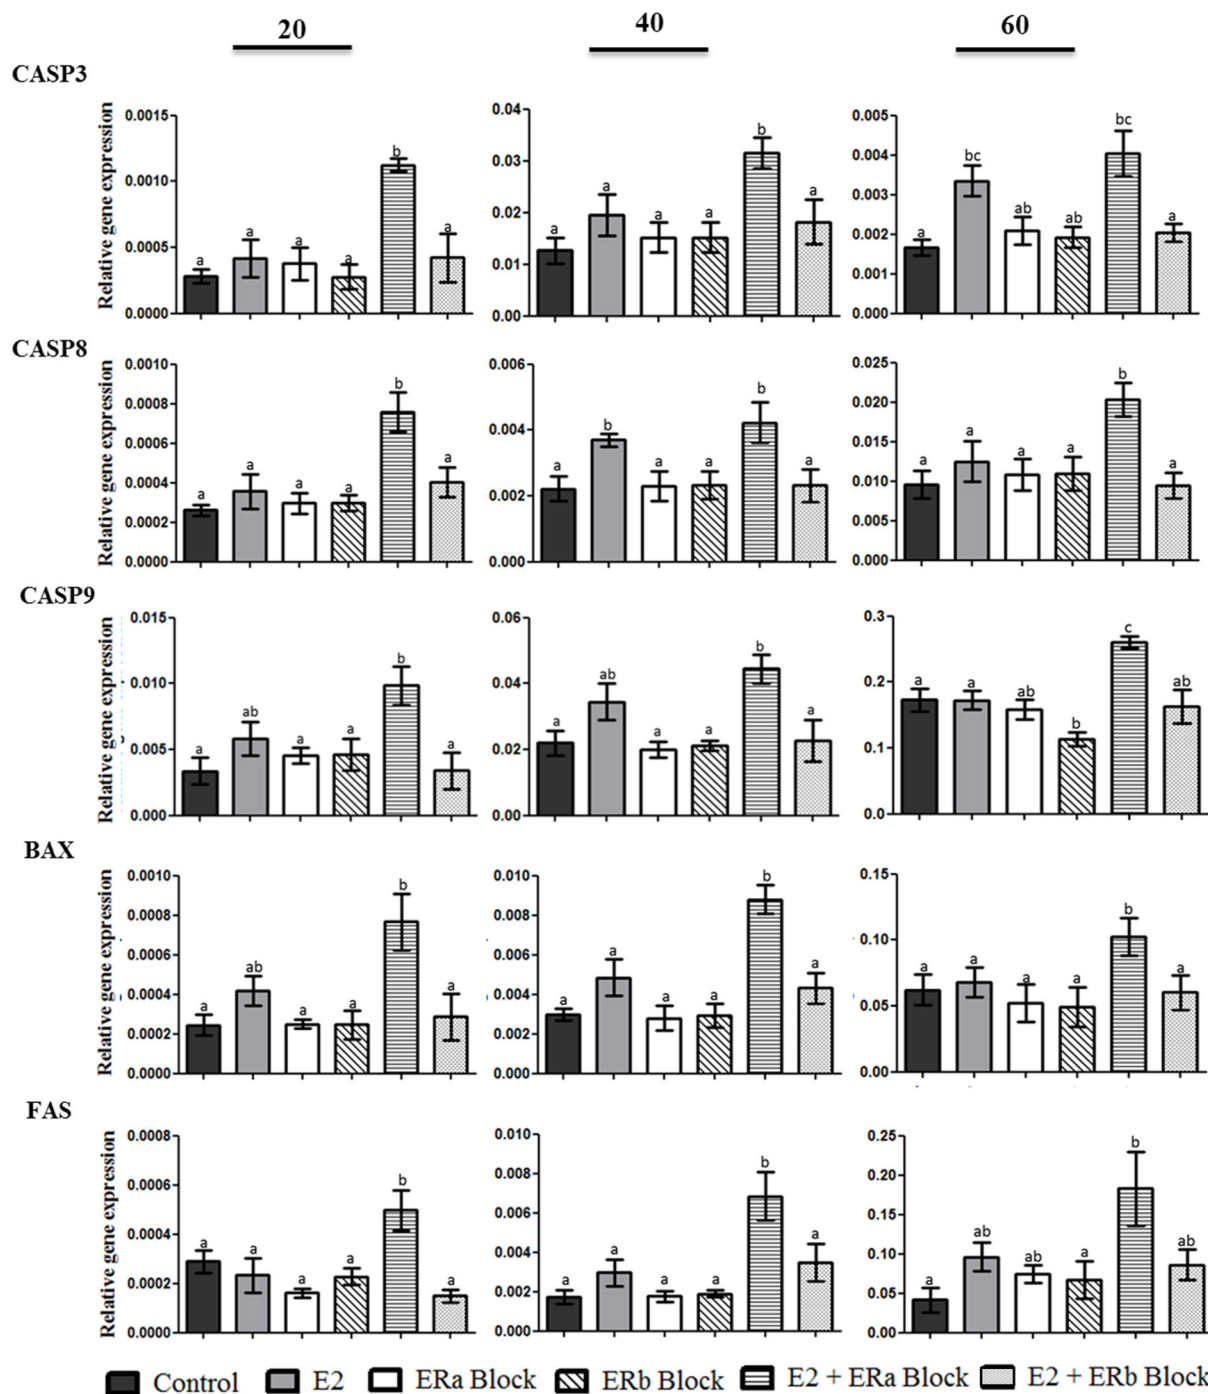 20 40 60
CASP3
Relative gene expression
0.0015 0.0010 0.0005 0.0000
a a a a b a
0.04 0.03 0.02 0.01 0.00
a a a a b a
0.005 0.004 0.003 0.002 0.001 0.000
a bc ab ab bc a
CASP8
Relative gene expression
0.0010 0.0008 0.0006 0.0004 0.0002 0.0000
a a a a b a
0.006 0.004 0.002 0.000
a b a a b a
0.025 0.020 0.015 0.010 0.005 0.000
a a a a b a
CASP9
Relative gene expression
0.015 0.010 0.005 0.000
a ab a a b a
0.06 0.04 0.02 0.00
a ab a a b a
0.3 0.2 0.1 0.0
a a ab b c ab
BAX
Relative gene expression
0.0010 0.0008 0.0006 0.0004 0.0002 0.0000
a ab a a b a
0.010 0.008 0.006 0.004 0.002 0.000
a a a a b a
0.15 0.10 0.05 0.00
a a a a b a
FAS
Relative gene expression
0.0008 0.0006 0.0004 0.0002 0.0000
a a a a b a
0.010 0.008 0.006 0.004 0.002 0.000
a a a a b a
0.25 0.20 0.15 0.10 0.05 0.00
a ab ab a b ab
Control E2 ERa Block ERb Block E2 + ERa Block E2 + ERb Block